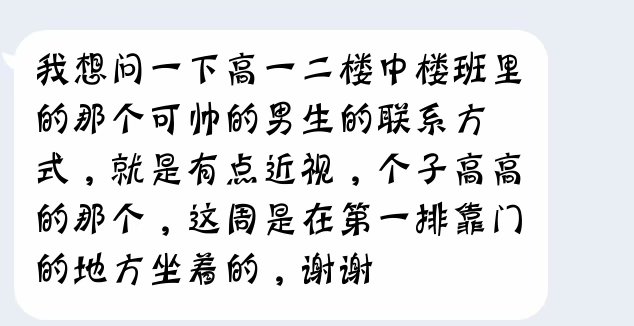 我想问一下高一二楼中楼班里
的那个可帅的男生的联系方
式，就是有点近视，个子高高
的那个，这周是在第一排靠门
的地方坐着的，谢谢